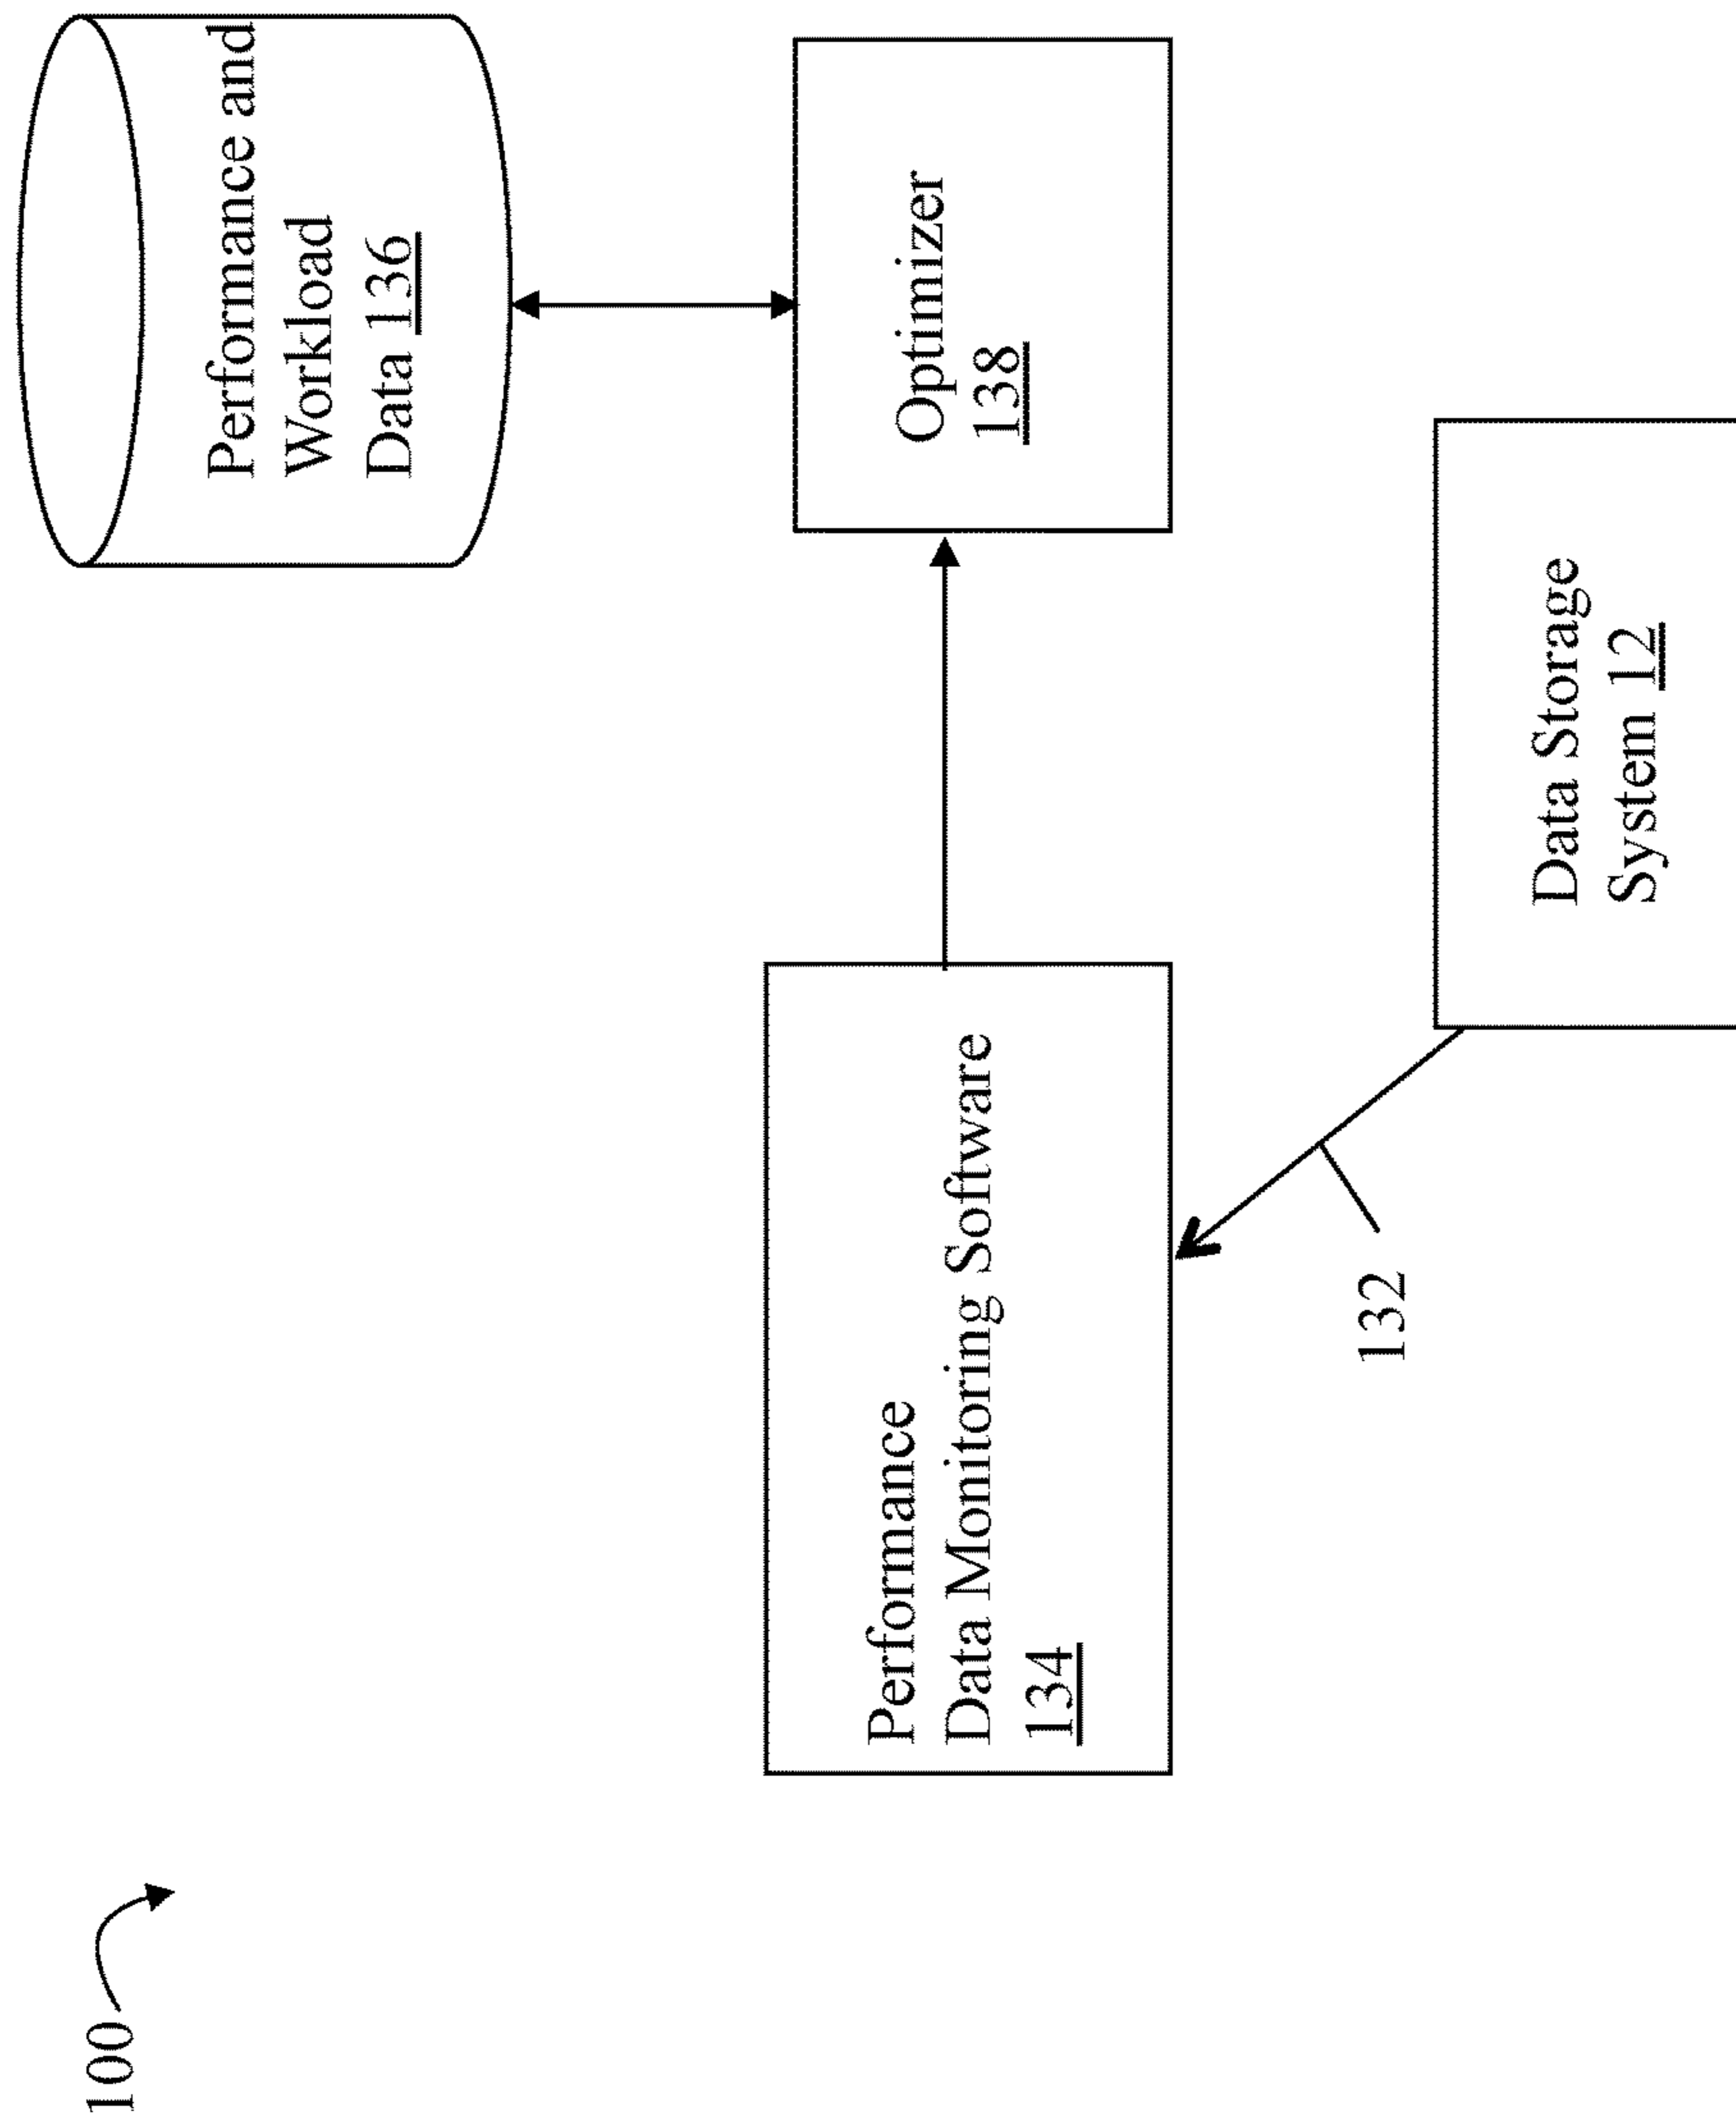 100
Performance and
Workload
Data 136
Performance
Data Monitoring Software
134
Optimizer
138
132
Data Storage
System 12